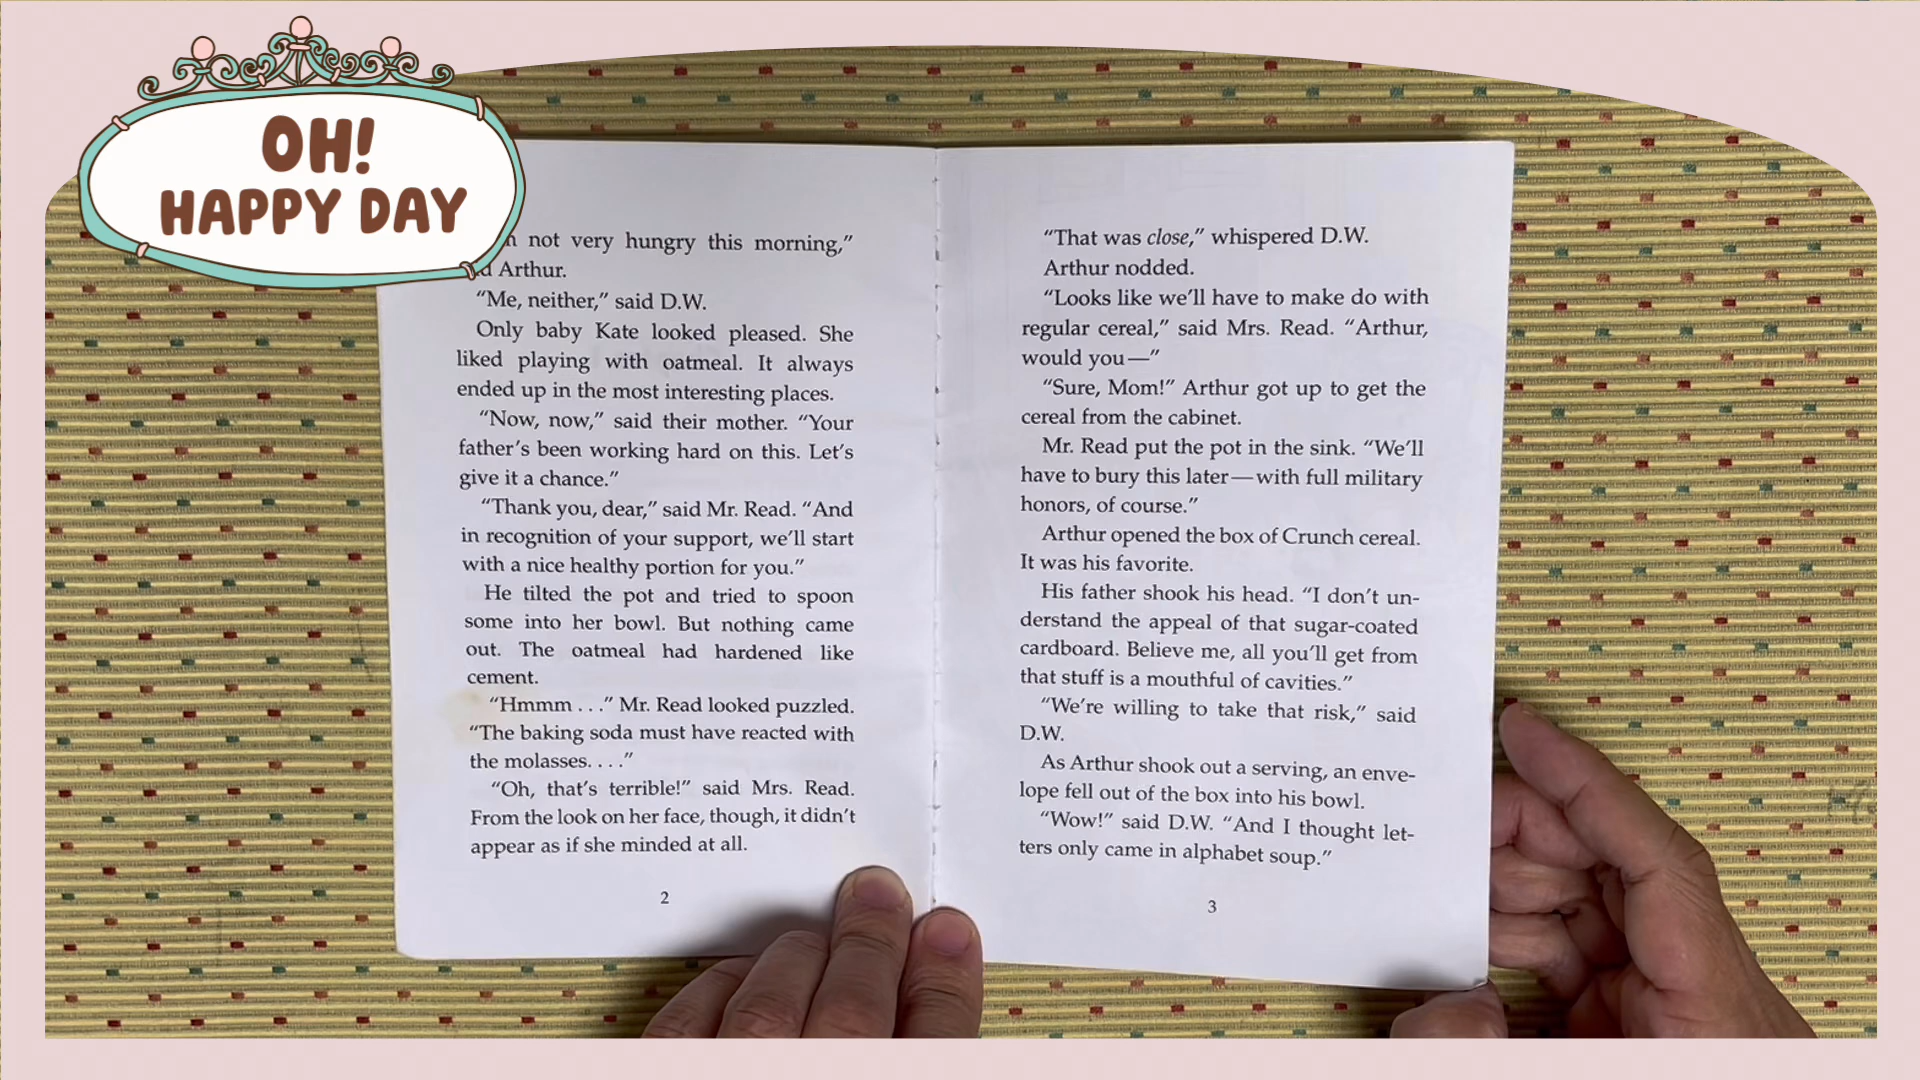 OH!
HAPPY DAY
not very hungry this morning,”
Arthur.
“Me, neither,” said D.W.
Only baby Kate looked pleased. She
liked playing with oatmeal. It always
ended up in the most interesting places.
“Now, now,” said their mother. “Your
father’s been working hard on this. Let’s
give it a chance.”
“Thank you, dear,” said Mr. Read. “And
in recognition of your support, we’ll start
with a nice healthy portion for you.”
He tilted the pot and tried to spoon
some into her bowl. But nothing came
out. The oatmeal had hardened like
cement.
“Hmmm . . .” Mr. Read looked puzzled.
“The baking soda must have reacted with
the molasses. . . .”
“Oh, that’s terrible!” said Mrs. Read.
From the look on her face, though, it didn’t
appear as if she minded at all.
2
“That was close,” whispered D.W.
Arthur nodded.
“Looks like we’ll have to make do with
regular cereal,” said Mrs. Read. “Arthur,
would you—”
“Sure, Mom!” Arthur got up to get the
cereal from the cabinet.
Mr. Read put the pot in the sink. “We’ll
have to bury this later—with full military
honors, of course.”
Arthur opened the box of Crunch cereal.
It was his favorite.
His father shook his head. “I don’t un-
derstand the appeal of that sugar-coated
cardboard. Believe me, all you’ll get from
that stuff is a mouthful of cavities.”
“We’re willing to take that risk,” said
D.W.
As Arthur shook out a serving, an enve-
lope fell out of the box into his bowl.
“Wow!” said D.W. “And I thought let-
ters only came in alphabet soup.”
3